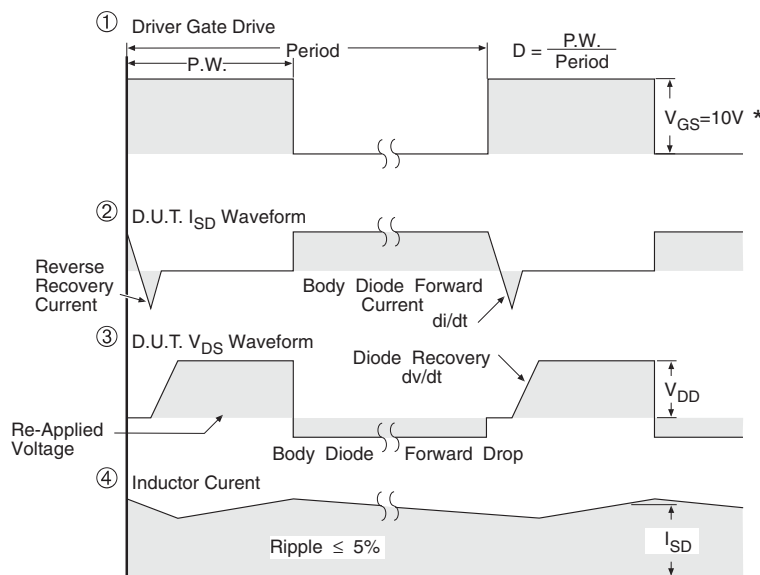 ① Driver Gate Drive
Period
P.W.
D = P.W. / Period
VGS=10V *
② D.U.T. ISD Waveform
Reverse
Recovery
Current
Body Diode Forward
Current
di/dt
③ D.U.T. VDS Waveform
Diode Recovery
dv/dt
VDD
Re-Applied
Voltage
Body Diode Forward Drop
④ Inductor Curent
Ripple ≤ 5%
ISD